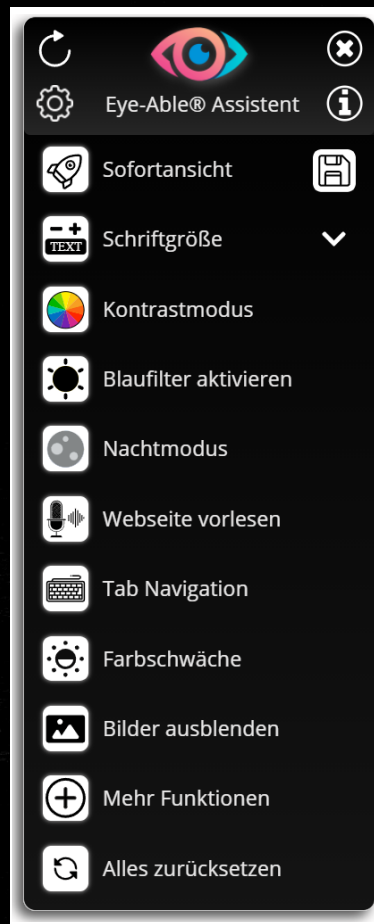 Eye-Able® Assistent
Sofortansicht
TEXT
Schriftgröße
Kontrastmodus
Blaufilter aktivieren
Nachtmodus
Webseite vorlesen
Tab Navigation
Farbschwäche
Bilder ausblenden
Mehr Funktionen
Alles zurücksetzen